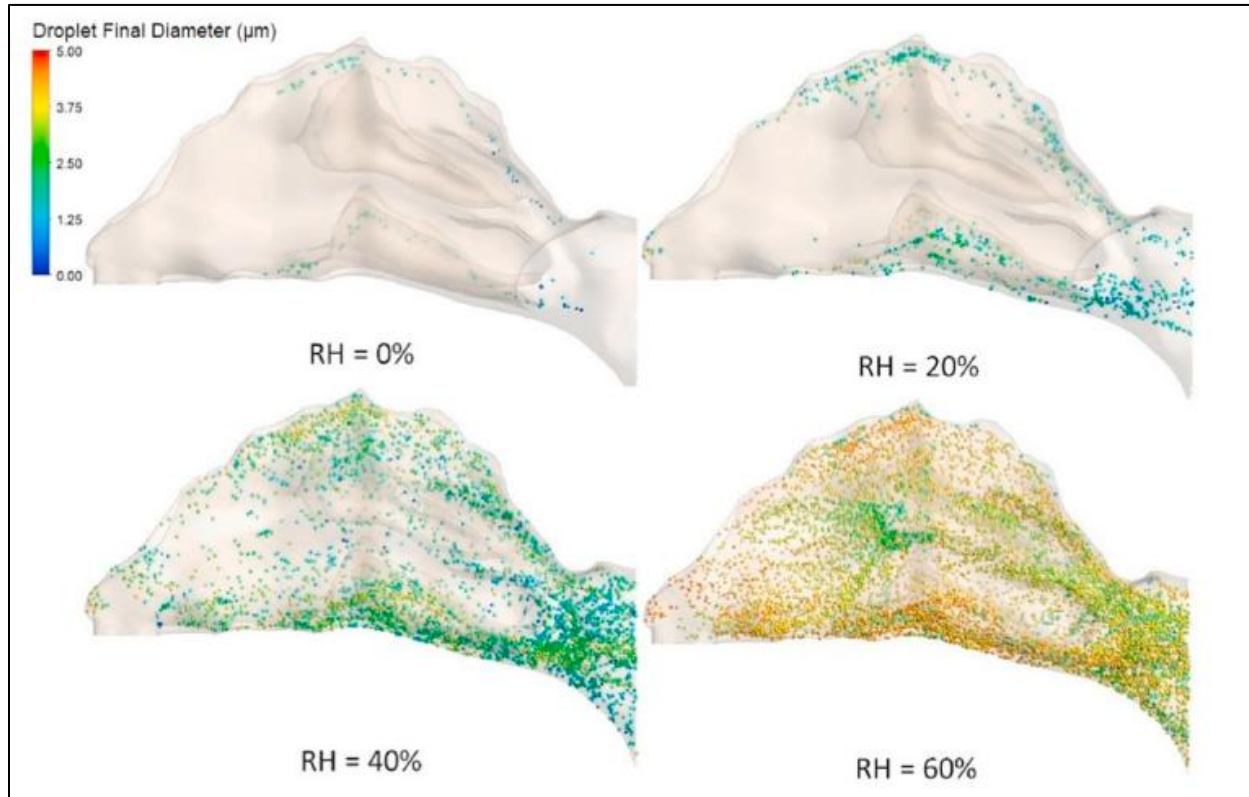 Droplet Final Diameter (µm)
5.00
3.75
2.50
1.25
0.00
RH = 0%
RH = 20%
RH = 40%
RH = 60%